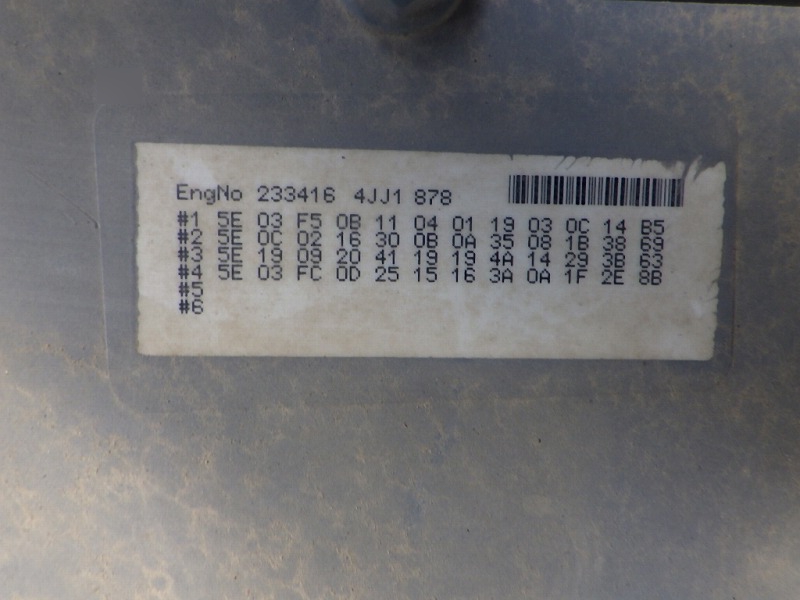 EngNo 233416 4JJ1 878
#1 5E 03 F5 0B 11 04 01 19 03 0C 14 B5
#2 5E 0C 02 16 30 0B 0A 35 08 1B 38 69
#3 5E 19 09 20 41 19 19 4A 14 29 3B 63
#4 5E 03 FC 0D 25 15 16 3A 0A 1F 2E 8B
#5
#6